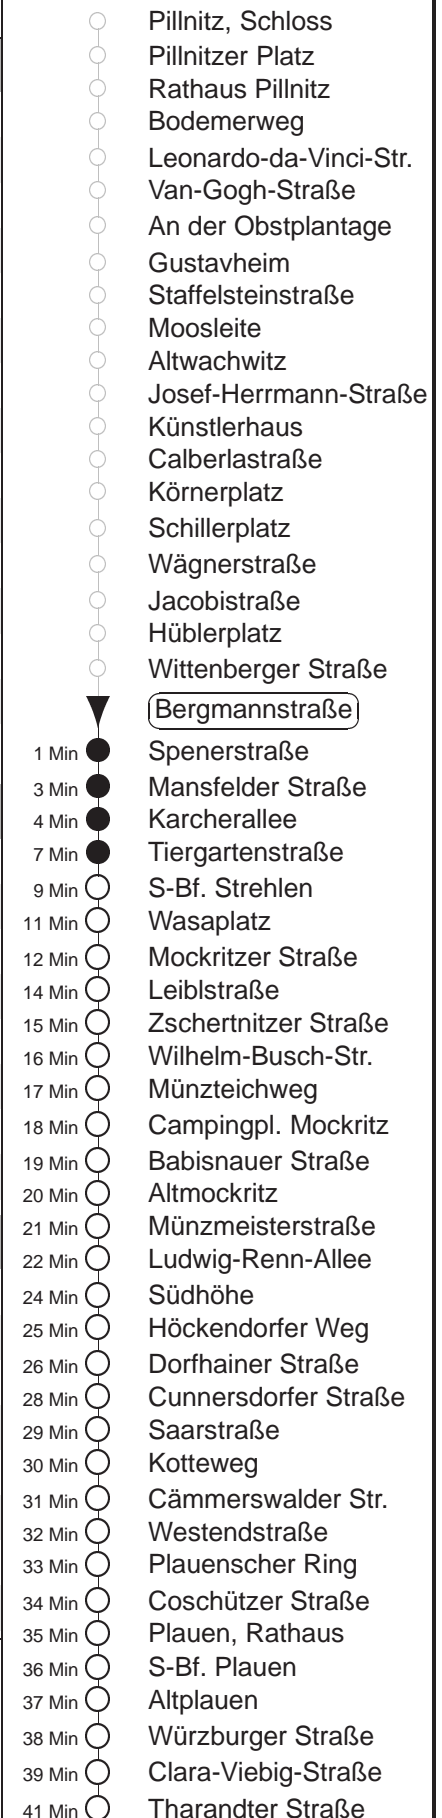 Pillnitz, Schloss
Pillnitzer Platz
Rathaus Pillnitz
Bodemerweg
Leonardo-da-Vinci-Str.
Van-Gogh-Straße
An der Obstplantage
Gustavheim
Staffelsteinstraße
Moosleite
Altwachwitz
Josef-Herrmann-Straße
Künstlerhaus
Calberlastraße
Körnerplatz
Schillerplatz
Wägnerstraße
Jacobistraße
Hüblerplatz
Wittenberger Straße
Bergmannstraße
1 Min Spenerstraße
3 Min Mansfelder Straße
4 Min Karcherallee
7 Min Tiergartenstraße
9 Min S-Bf. Strehlen
11 Min Wasaplatz
12 Min Mockritzer Straße
14 Min Leiblstraße
15 Min Zschertnitzer Straße
16 Min Wilhelm-Busch-Str.
17 Min Münzteichweg
18 Min Campingpl. Mockritz
19 Min Babisnauer Straße
20 Min Altmockritz
21 Min Münzmeisterstraße
22 Min Ludwig-Renn-Allee
24 Min Südhöhe
25 Min Höckendorfer Weg
26 Min Dorfhainer Straße
28 Min Cunnersdorfer Straße
29 Min Saarstraße
30 Min Kotteweg
31 Min Cämmerswalder Str.
32 Min Westendstraße
33 Min Plauenscher Ring
34 Min Coschützer Straße
35 Min Plauen, Rathaus
36 Min S-Bf. Plauen
37 Min Altplauen
38 Min Würzburger Straße
39 Min Clara-Viebig-Straße
41 Min Tharandter Straße